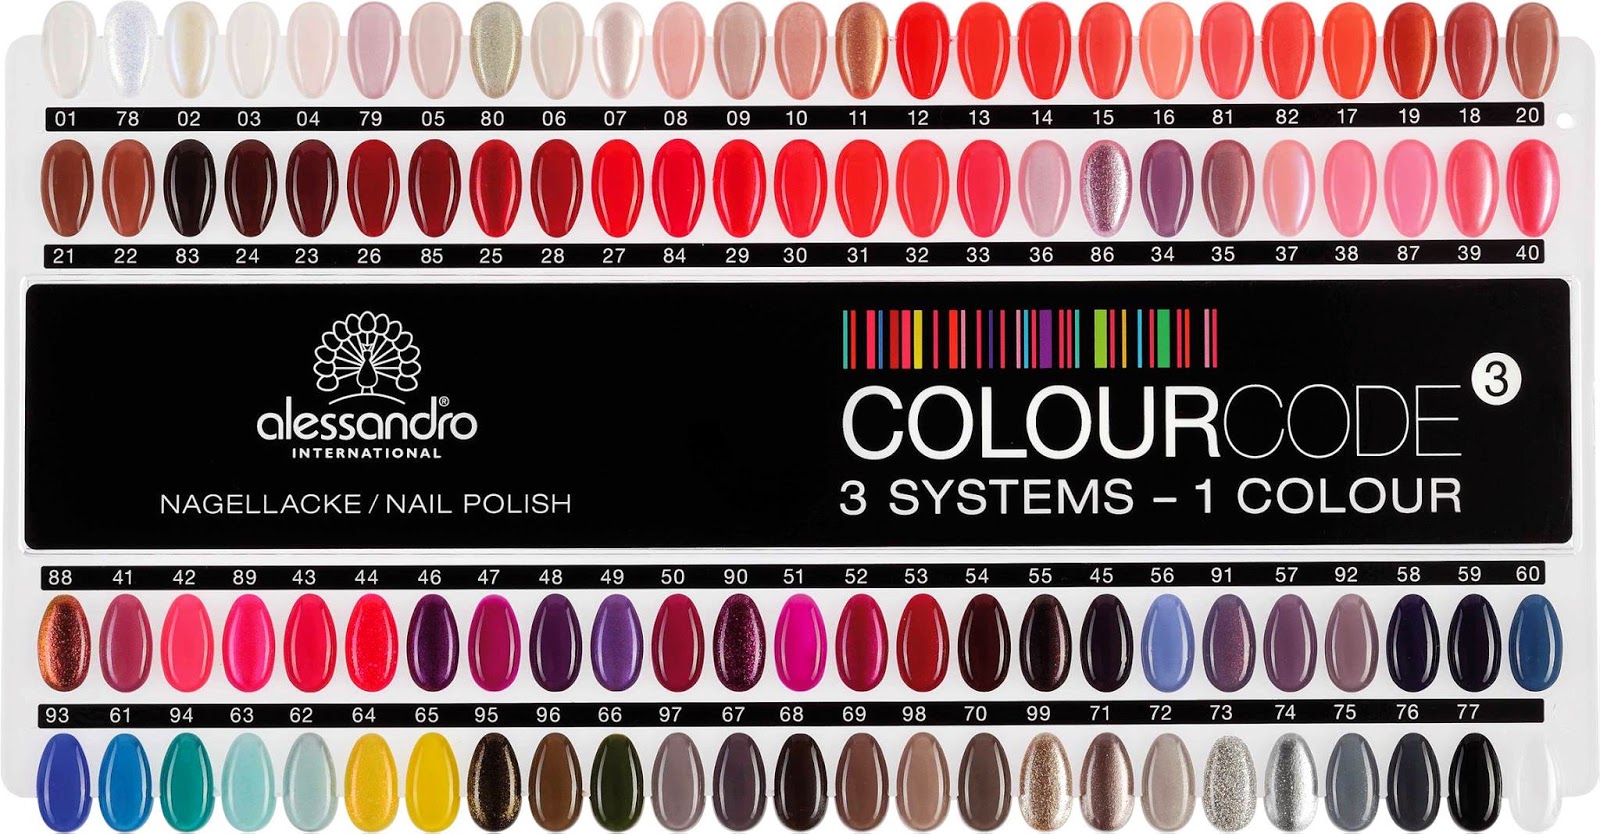 01 78 02 03 04 79 05 80 06 07 08 09 10 11 12 13 14 15 16 81 82 17 19 18 20
21 22 83 24 23 26 85 25 28 27 84 29 30 31 32 33 36 86 34 35 37 38 87 39 40
alessandro®
INTERNATIONAL
NAGELLACKE / NAIL POLISH
COLOURCODE 3
3 SYSTEMS – 1 COLOUR
88 41 42 89 43 44 46 47 48 49 50 90 51 52 53 54 55 45 56 91 57 92 58 59 60
93 61 94 63 62 64 65 95 96 66 97 67 68 69 98 70 99 71 72 73 74 75 76 77